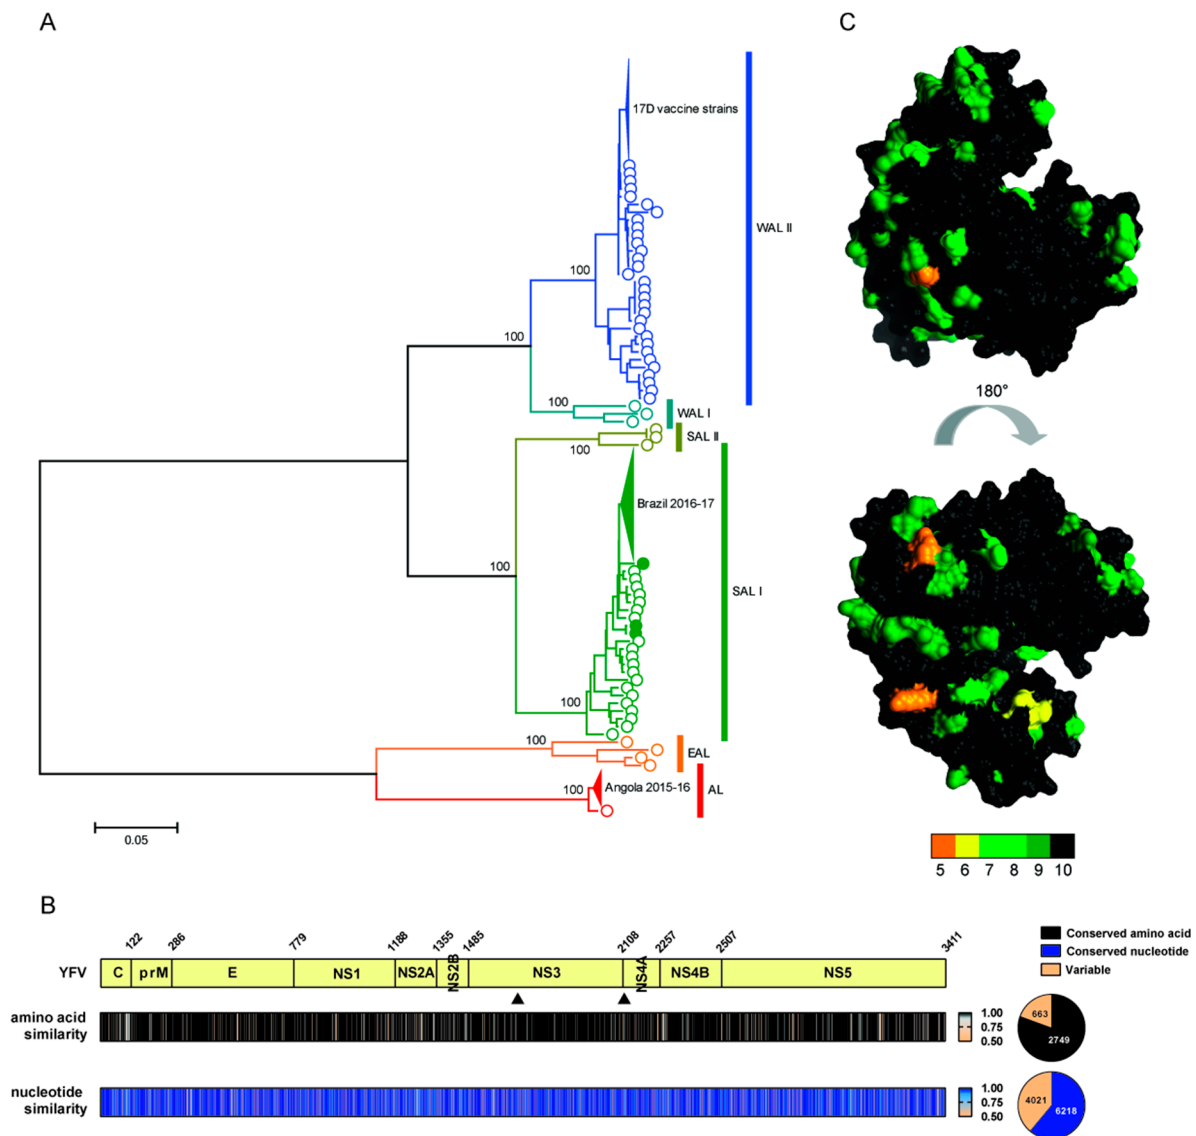 A
C
17D vaccine strains
WAL II
100
100
100
WAL I
SAL II
100
Brazil 2016-17
100
SAL I
100
100
EAL
100
Angola 2015-16
AL
0.05
180°
5 6 7 8 9 10
B
122 286 779 1188 1355 1485 2108 2257 2507 3411
YFV C prM E NS1 NS2A NS2B NS3 NS4A NS4B NS5
Conserved amino acid
Conserved nucleotide
Variable
amino acid
similarity
1.00
0.75
0.50
663
2749
nucleotide
similarity
1.00
0.75
0.50
4021
6218